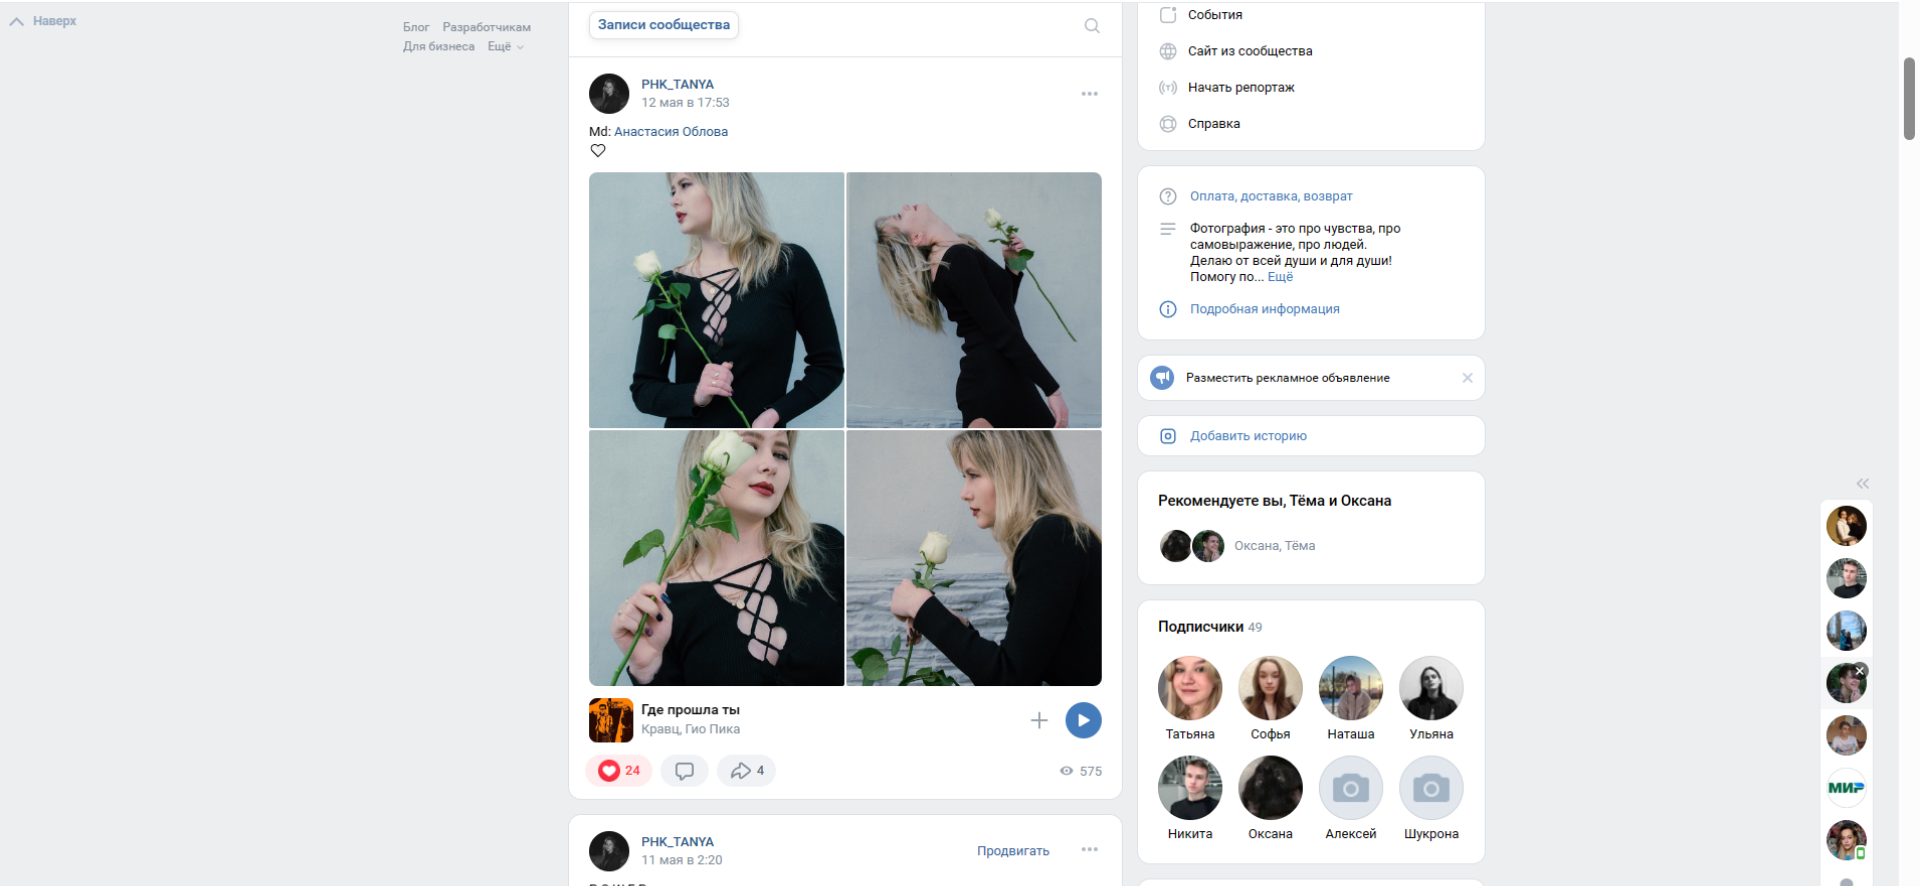 Наверх
Блог Разработчикам
Для бизнеса Ещё
Записи сообщества
PHK_TANYA
12 мая в 17:53
Md: Анастасия Облова
Где прошла ты
Кравц, Гио Пика
24
4
575
PHK_TANYA
11 мая в 2:20
Продвигать
События
Сайт из сообщества
Начать репортаж
Справка
Оплата, доставка, возврат
Фотография - это про чувства, про
самовыражение, про людей.
Делаю от всей души и для души!
Помогу по... Ещё
Подробная информация
Разместить рекламное объявление
Добавить историю
Рекомендуете вы, Тёма и Оксана
Оксана, Тёма
Подписчики 49
Татьяна
Софья
Наташа
Ульяна
Никита
Оксана
Алексей
Шукрона
МИР